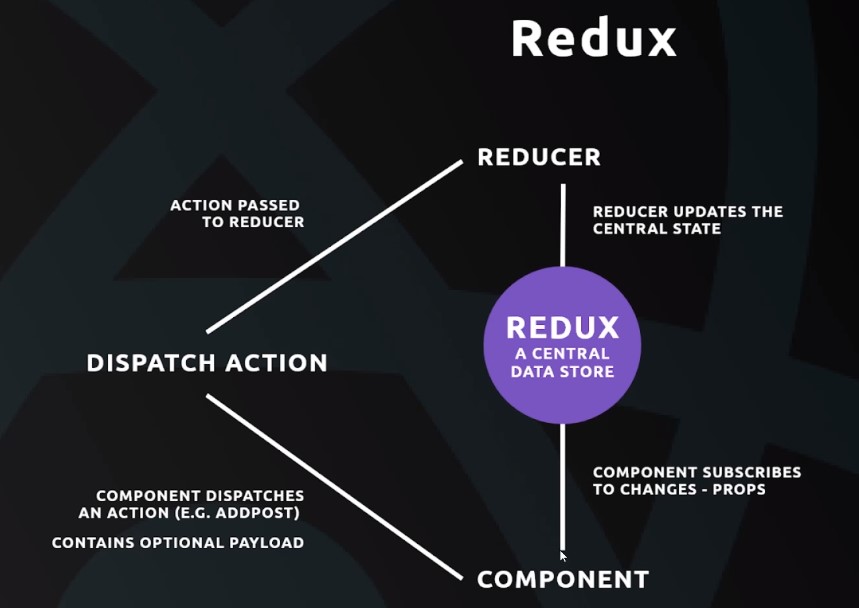 Redux
REDUCER
ACTION PASSED
TO REDUCER
REDUCER UPDATES THE
CENTRAL STATE
REDUX
A CENTRAL
DATA STORE
DISPATCH ACTION
COMPONENT DISPATCHES
AN ACTION (E.G. ADDPOST)
CONTAINS OPTIONAL PAYLOAD
COMPONENT SUBSCRIBES
TO CHANGES - PROPS
COMPONENT